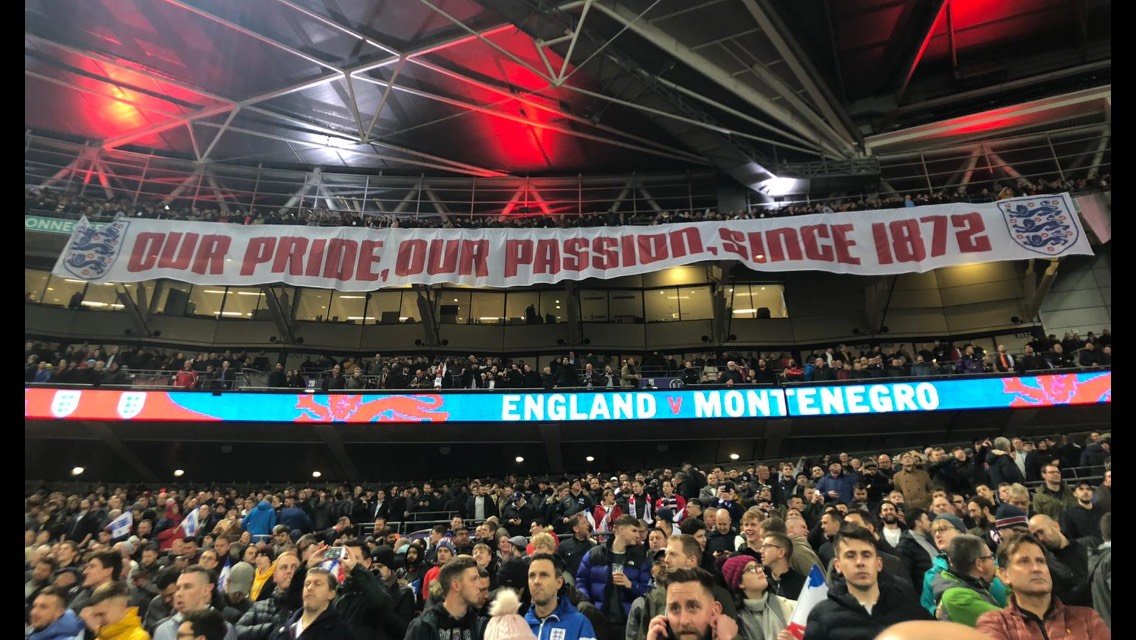 OUR PRIDE, OUR PASSION, SINCE 1872
ENGLAND V MONTENEGRO